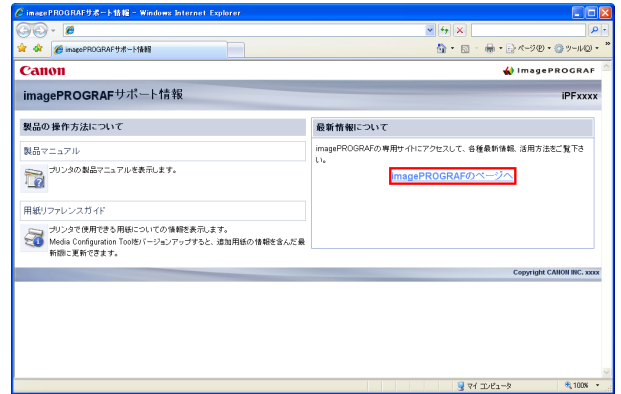 imagePROGRAFサポート情報 - Windows Internet Explorer
imagePROGRAFサポート情報
ページ(P)
ツール(O)
Canon
imagePROGRAF
imagePROGRAFサポート情報
iPFxxxx
製品の操作方法について
製品マニュアル
プリンタの製品マニュアルを表示します。
用紙リファレンスガイド
プリンタで使用できる用紙についての情報を表示します。
Media Configuration Toolをバージョンアップすると、追加用紙の情報を含んだ最
新版に更新できます。
最新情報について
imagePROGRAFの専用サイトにアクセスして、各種最新情報、活用方法をご覧下さ
い。
imagePROGRAFのページへ
Copyright CANON INC. xxxx
マイ コンピュータ
100%